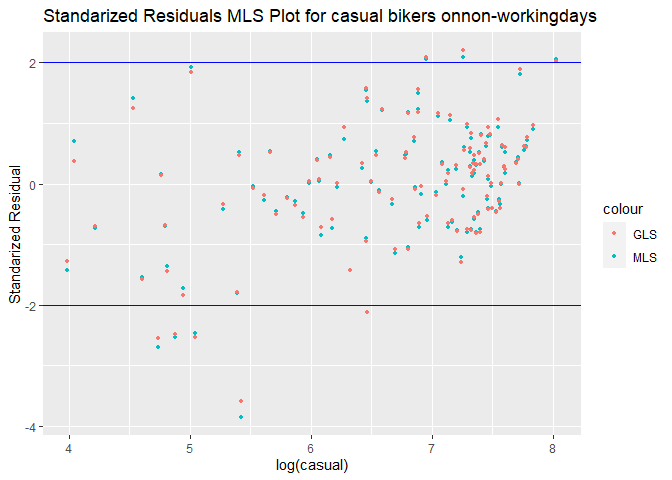 Standarized Residuals MLS Plot for casual bikers onnon-workingdays
Standarized Residual
2
0
-2
-4
4
5
6
7
8
log(casual)
colour
GLS
MLS